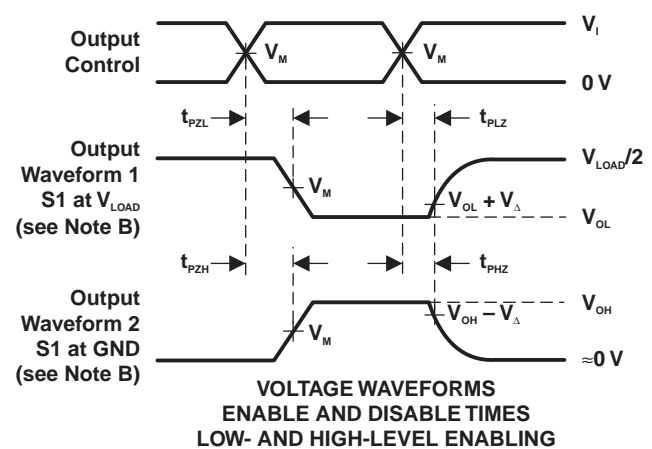 Output
Control
V_M
V_M
V_I
0 V
t_PZL
t_PLZ
Output
Waveform 1
S1 at V_LOAD
(see Note B)
V_M
V_OL + V_Δ
V_LOAD/2
V_OL
t_PZH
t_PHZ
Output
Waveform 2
S1 at GND
(see Note B)
V_M
V_OH – V_Δ
V_OH
≈0 V
VOLTAGE WAVEFORMS
ENABLE AND DISABLE TIMES
LOW- AND HIGH-LEVEL ENABLING